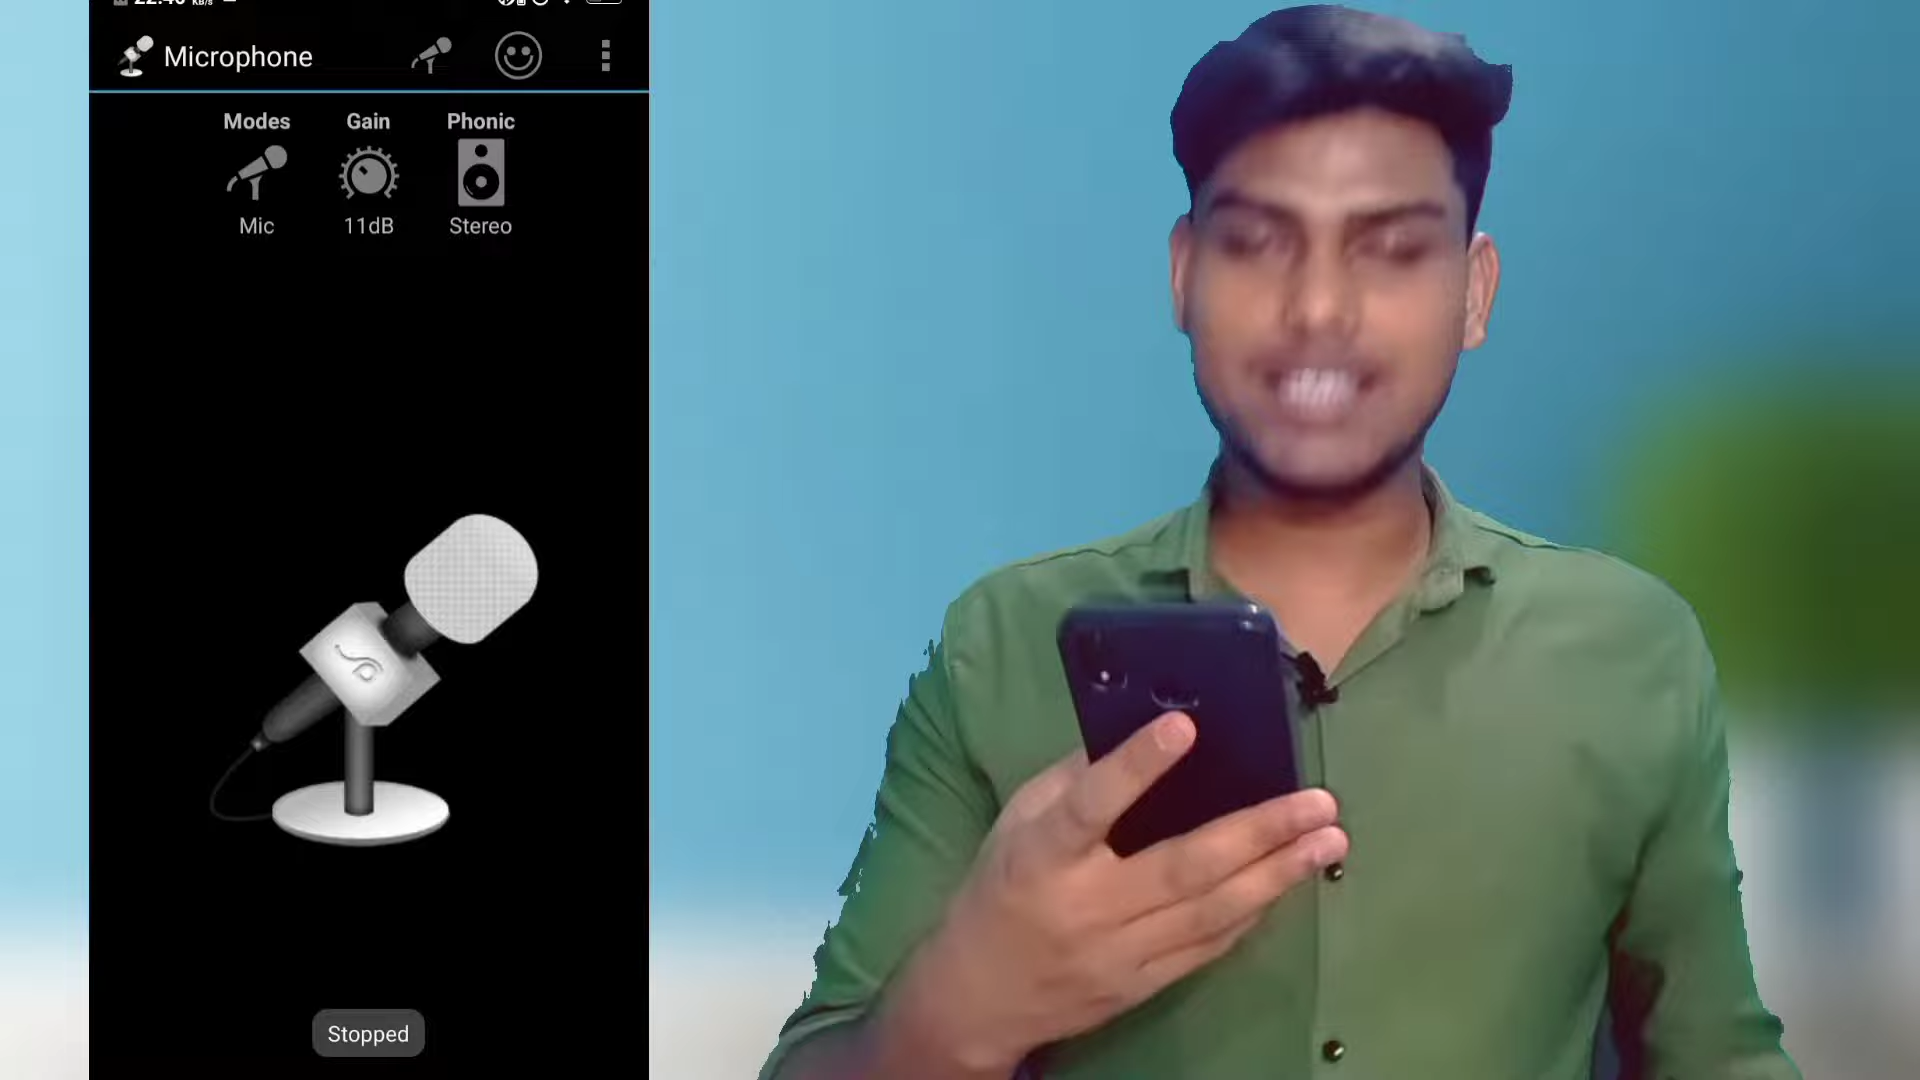 Microphone
Modes Gain Phonic
Mic 11dB Stereo
Stopped